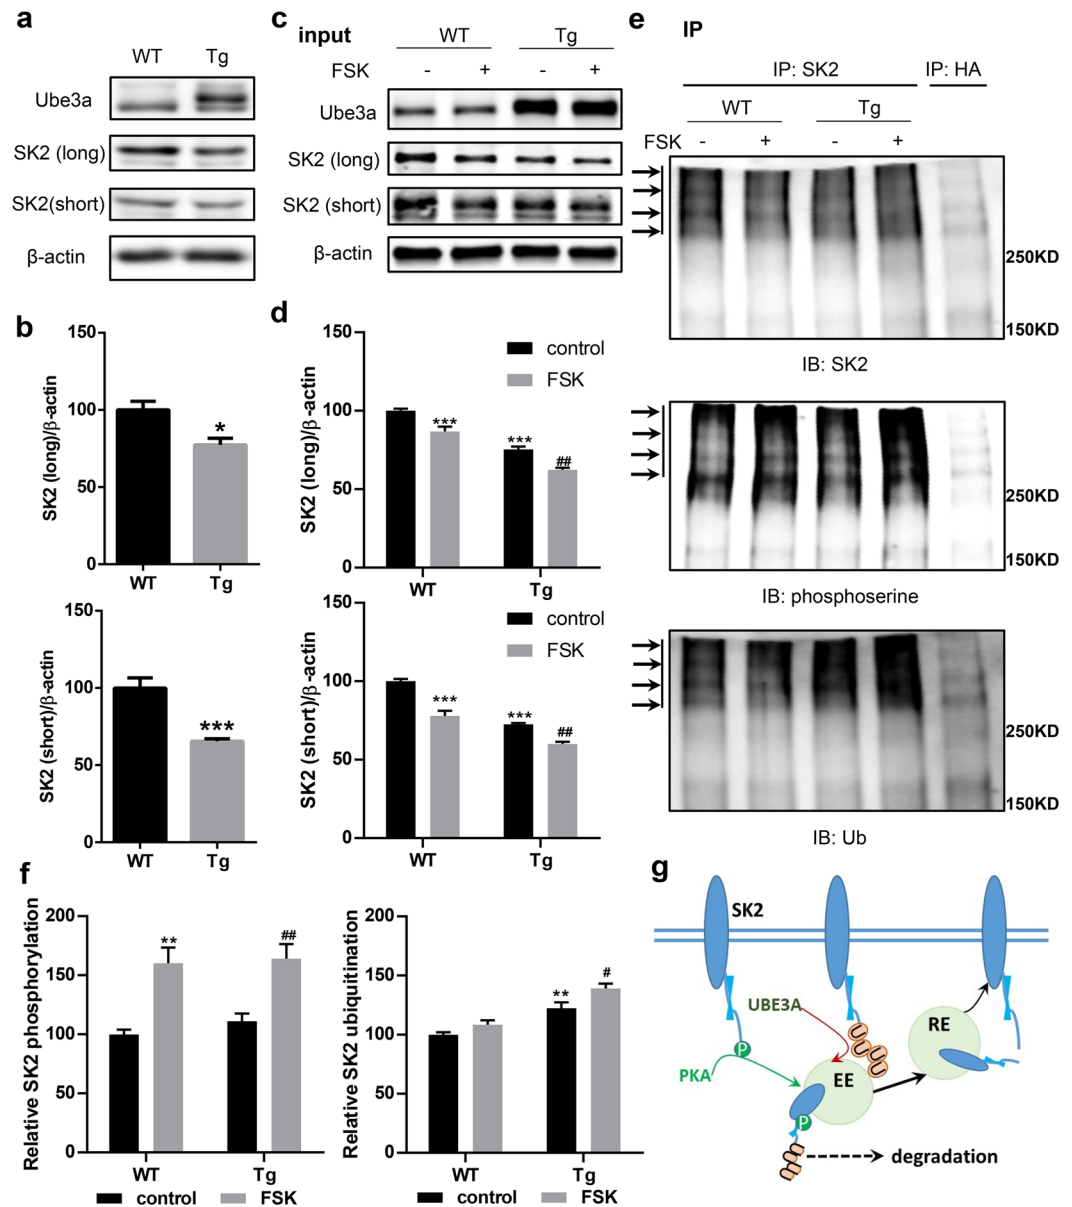 a
WT Tg
Ube3a
SK2 (long)
SK2(short)
β-actin
c
input
WT Tg
FSK - + - +
Ube3a
SK2 (long)
SK2 (short)
β-actin
e
IP
IP: SK2 IP: HA
WT Tg
FSK - + - +
250KD
150KD
IB: SK2
250KD
150KD
IB: phosphoserine
250KD
150KD
IB: Ub
b
SK2 (long)/β-actin
150
100
50
0
*
WT Tg
SK2 (short)/β-actin
150
100
50
0
***
WT Tg
d
SK2 (long)/β-actin
150
100
50
0
control
FSK
*** *** ##
WT Tg
SK2 (short)/β-actin
150
100
50
0
control
FSK
*** *** ##
WT Tg
f
Relative SK2 phosphorylation
200
150
100
50
0
** ##
WT Tg
control FSK
Relative SK2 ubiquitination
200
150
100
50
0
** #
WT Tg
control FSK
g
SK2
UBE3A
RE
P
PKA
EE
P
degradation